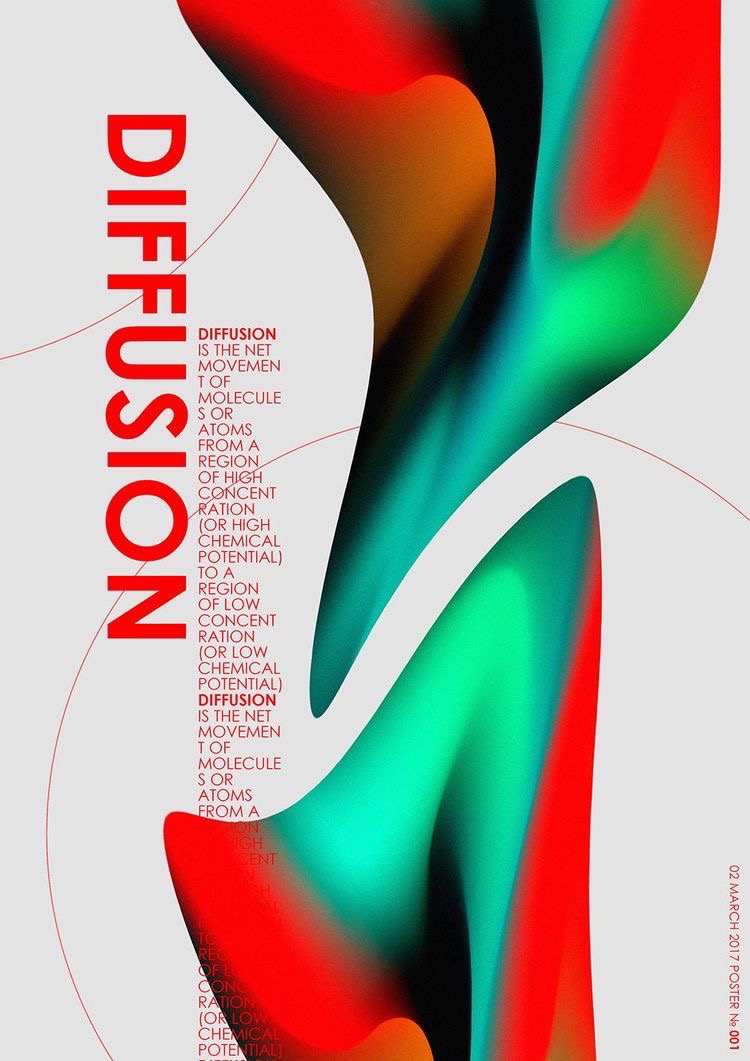 DIFFUSION
DIFFUSION
IS THE NET
MOVEMEN
T OF
MOLECULE
S OR
ATOMS
FROM A
REGION
OF HIGH
CONCENT
RATION
(OR HIGH
CHEMICAL
POTENTIAL)
TO A
REGION
OF LOW
CONCENT
RATION
(OR LOW
CHEMICAL
POTENTIAL)
DIFFUSION
IS THE NET
MOVEMEN
T OF
MOLECULE
S OR
ATOMS
FROM A
RATION
(OR LOW
CHEMICAL
POTENTIAL)
02 MARCH 2017 POSTER № 001